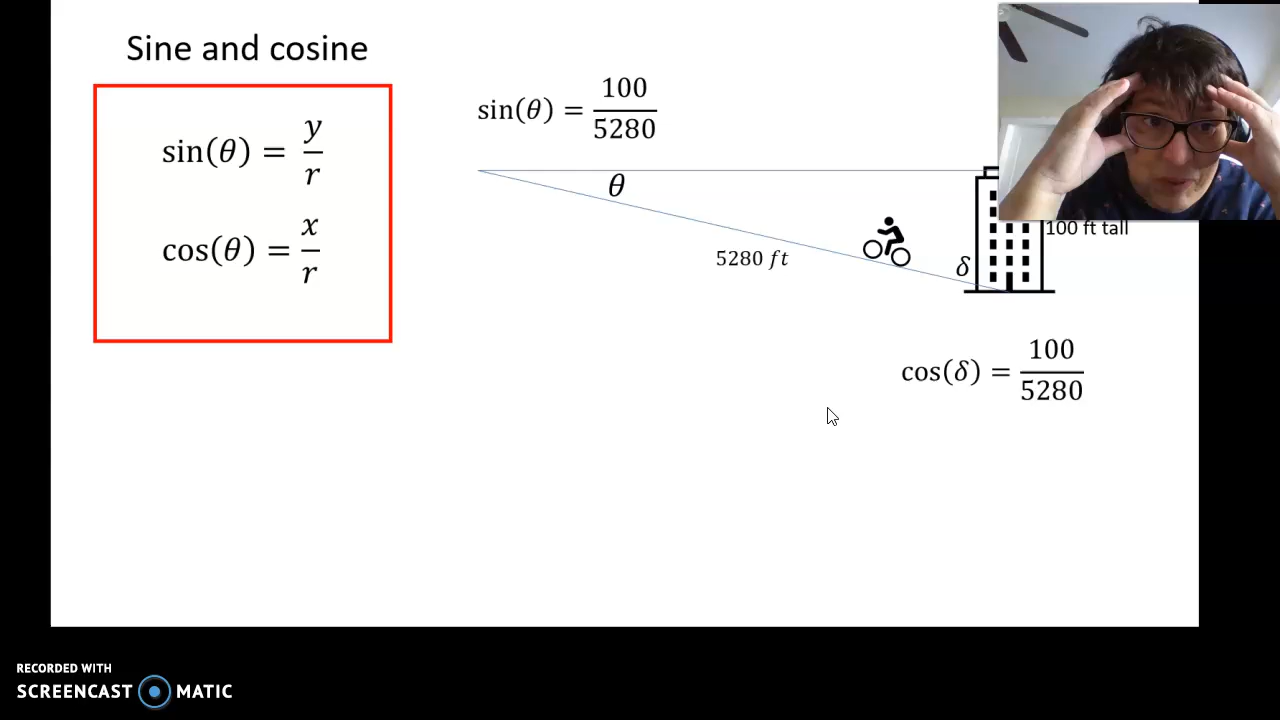 Sine and cosine
sin(θ) = y/r
cos(θ) = x/r
sin(θ) = 100/5280
θ
5280 ft
δ
100 ft tall
cos(δ) = 100/5280
RECORDED WITH
SCREENCAST MATIC